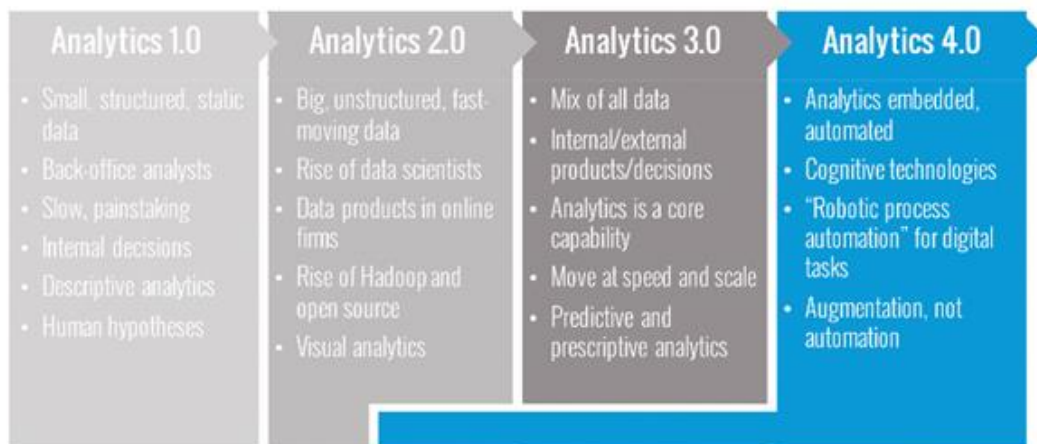 Analytics 1.0
• Small, structured, static
data
• Back-office analysts
• Slow, painstaking
• Internal decisions
• Descriptive analytics
• Human hypotheses
Analytics 2.0
• Big, unstructured, fast-
moving data
• Rise of data scientists
• Data products in online
firms
• Rise of Hadoop and
open source
• Visual analytics
Analytics 3.0
• Mix of all data
• Internal/external
products/decisions
• Analytics is a core
capability
• Move at speed and scale
• Predictive and
prescriptive analytics
Analytics 4.0
• Analytics embedded,
automated
• Cognitive technologies
• “Robotic process
automation” for digital
tasks
• Augmentation, not
automation